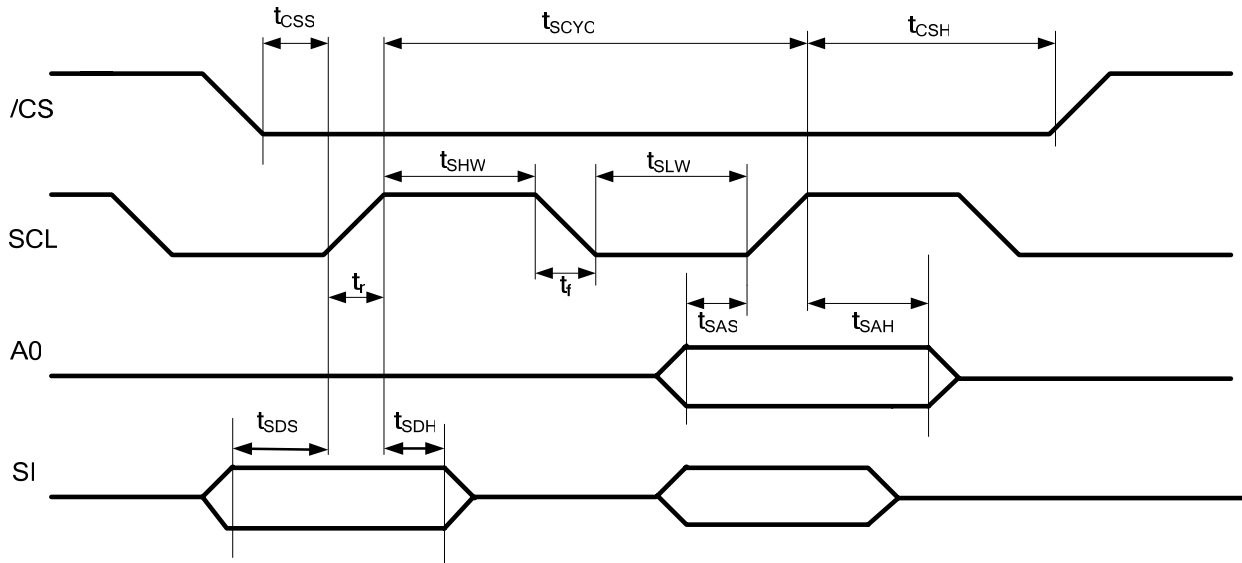 tCSS
tSCYC
tCSH
/CS
tSHW
tSLW
SCL
tr
tf
tSAS
tSAH
A0
tSDS
tSDH
SI